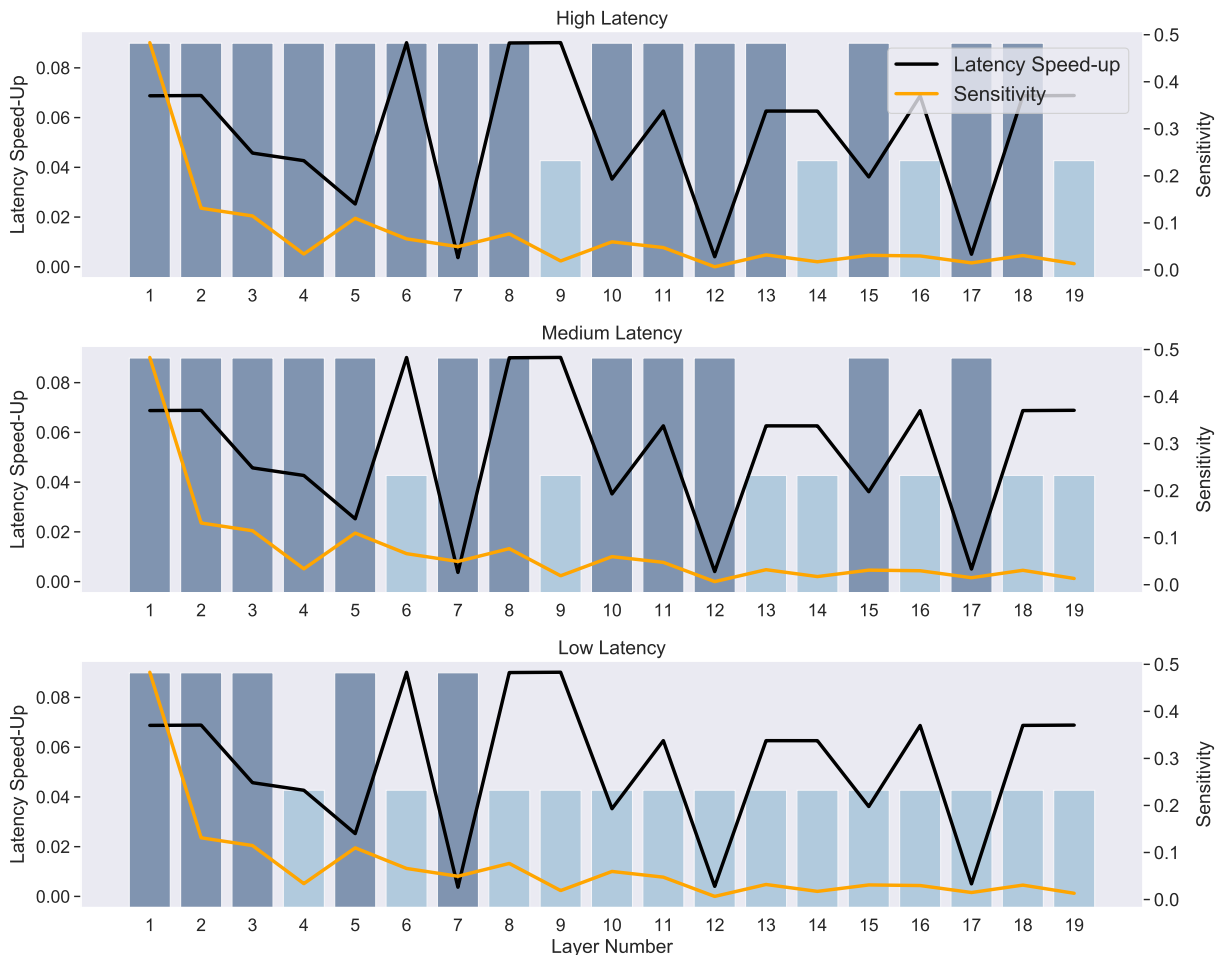 High Latency
Latency Speed-Up
0.08
0.06
0.04
0.02
0.00
0.5
0.4
0.3
0.2
0.1
0.0
Sensitivity
Latency Speed-up
Sensitivity
1 2 3 4 5 6 7 8 9 10 11 12 13 14 15 16 17 18 19
Medium Latency
Latency Speed-Up
0.08
0.06
0.04
0.02
0.00
0.5
0.4
0.3
0.2
0.1
0.0
Sensitivity
1 2 3 4 5 6 7 8 9 10 11 12 13 14 15 16 17 18 19
Low Latency
Latency Speed-Up
0.08
0.06
0.04
0.02
0.00
0.5
0.4
0.3
0.2
0.1
0.0
Sensitivity
1 2 3 4 5 6 7 8 9 10 11 12 13 14 15 16 17 18 19
Layer Number